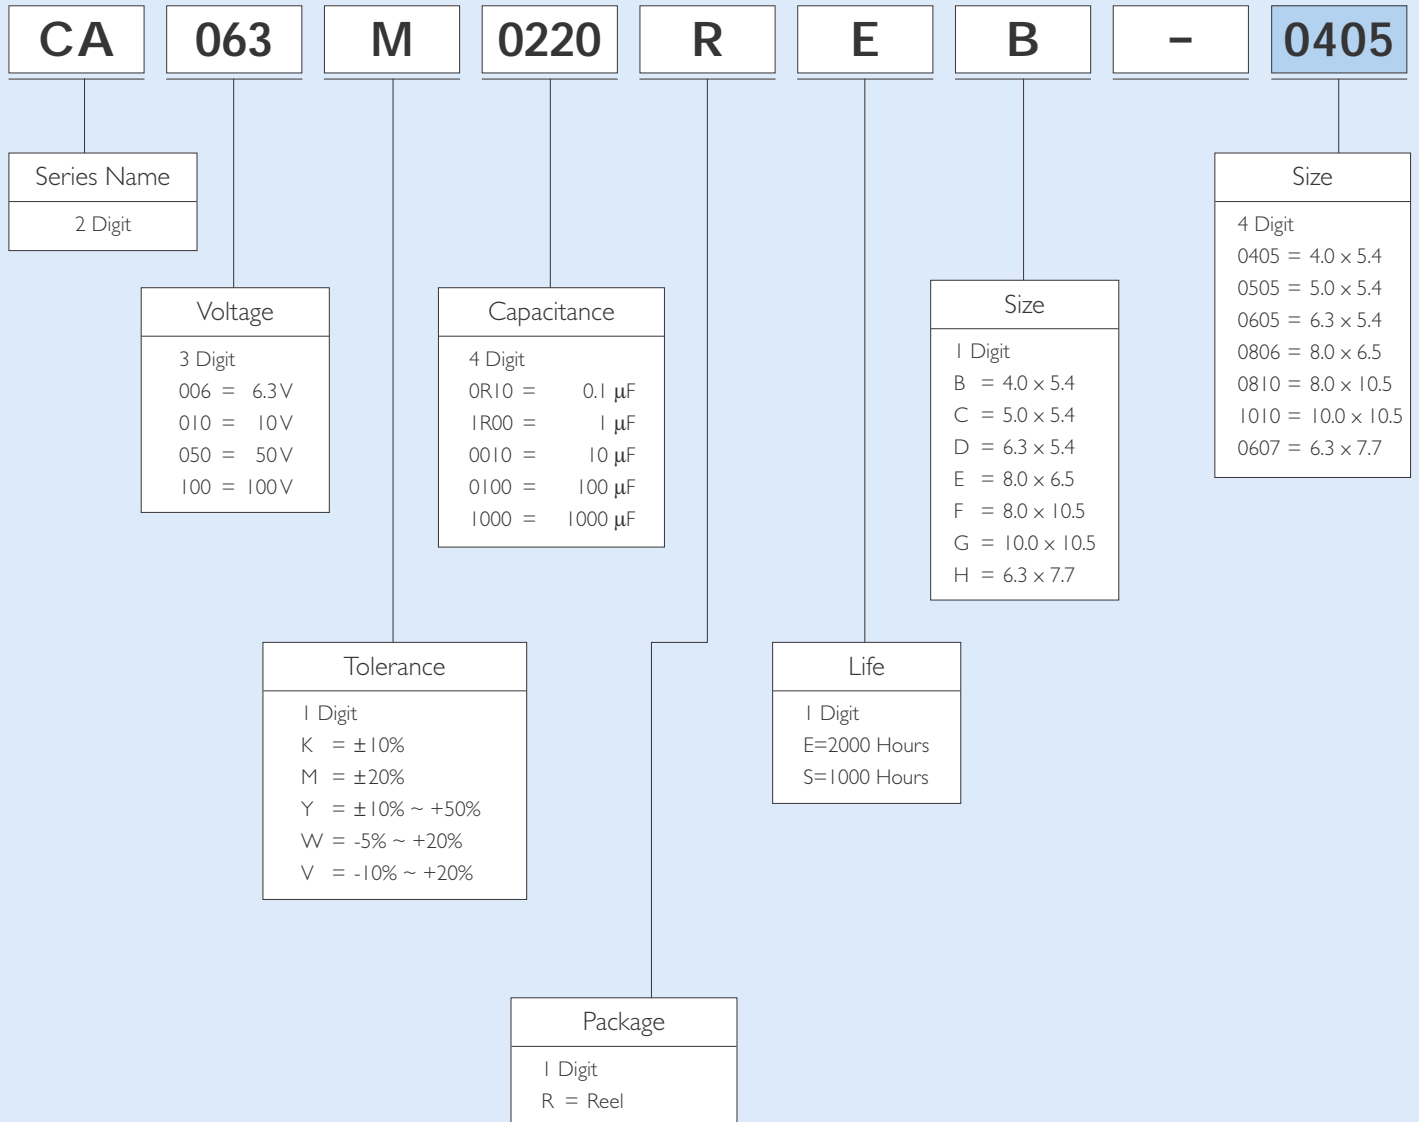 CA 063 M 0220 R E B – 0405
Series Name
2 Digit
Voltage
3 Digit
006 = 6.3 V
010 = 10 V
050 = 50 V
100 = 100 V
Capacitance
4 Digit
0R10 = 0.1 µF
1R00 = 1 µF
0010 = 10 µF
0100 = 100 µF
1000 = 1000 µF
Size
1 Digit
B = 4.0 x 5.4
C = 5.0 x 5.4
D = 6.3 x 5.4
E = 8.0 x 6.5
F = 8.0 x 10.5
G = 10.0 x 10.5
H = 6.3 x 7.7
Size
4 Digit
0405 = 4.0 x 5.4
0505 = 5.0 x 5.4
0605 = 6.3 x 5.4
0806 = 8.0 x 6.5
0810 = 8.0 x 10.5
1010 = 10.0 x 10.5
0607 = 6.3 x 7.7
Tolerance
1 Digit
K = ±10%
M = ±20%
Y = ±10% ~ +50%
W = -5% ~ +20%
V = -10% ~ +20%
Life
1 Digit
E=2000 Hours
S=1000 Hours
Package
1 Digit
R = Reel